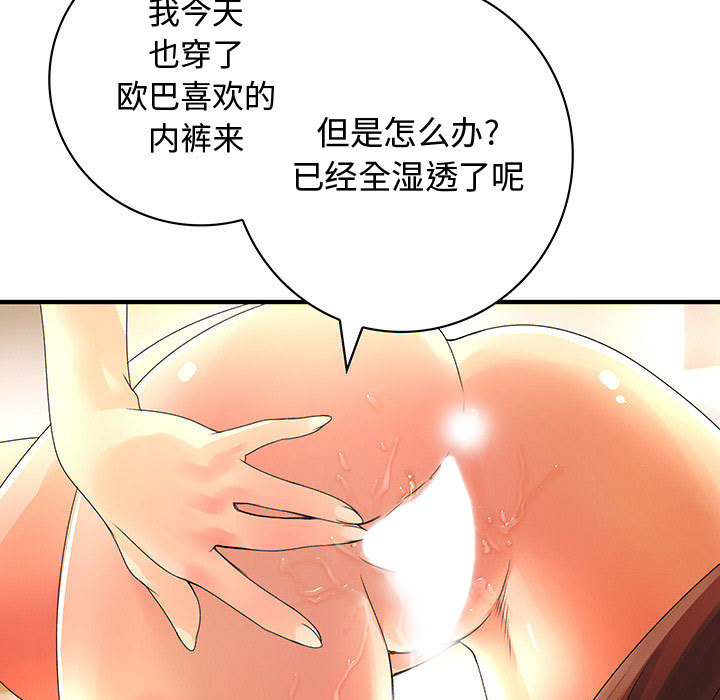 我今天
也穿了
欧巴喜欢的
内裤来
但是怎么办?
已经全湿透了呢